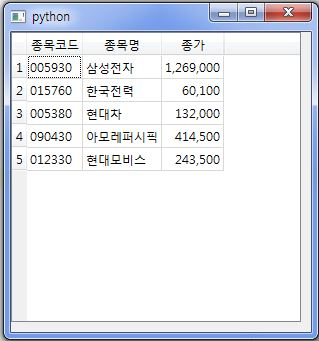 python
종목코드 종목명 종가
1 005930 삼성전자 1,269,000
2 015760 한국전력 60,100
3 005380 현대차 132,000
4 090430 아모레퍼시픽 414,500
5 012330 현대모비스 243,500